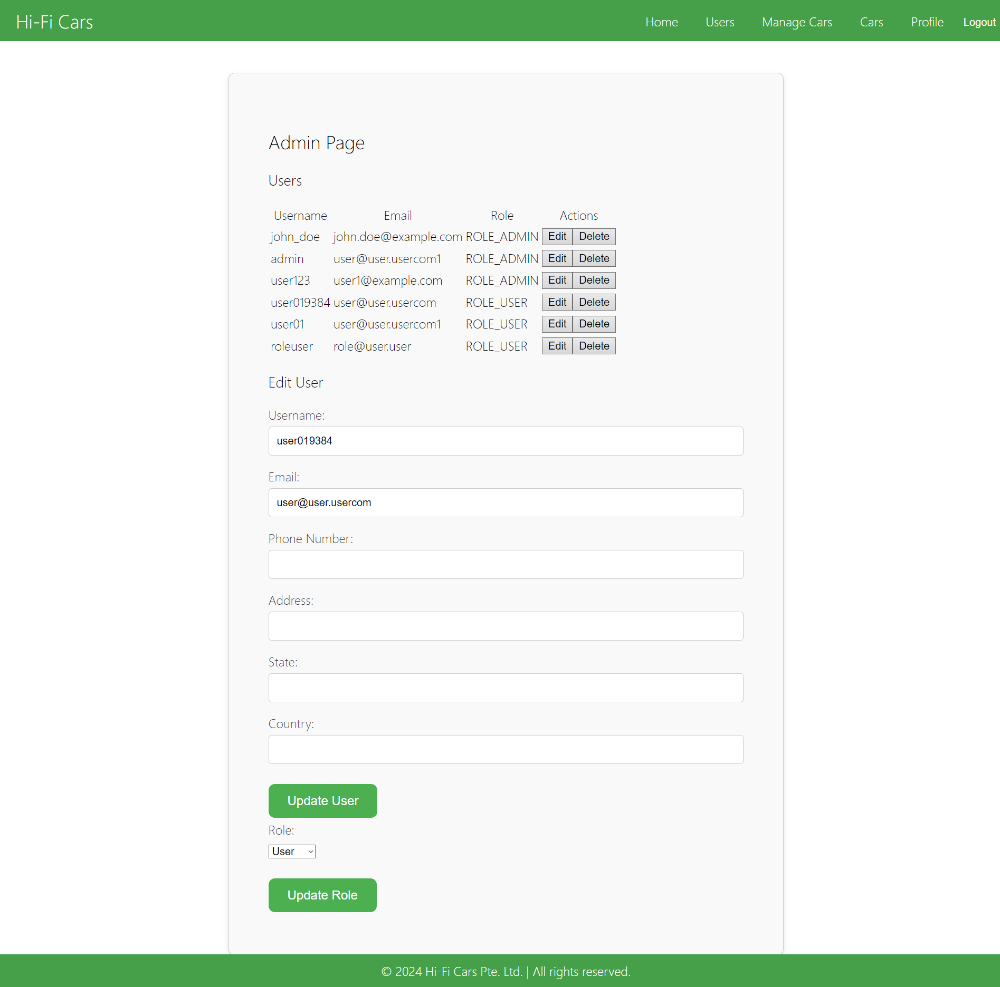 Hi-Fi Cars Home Users Manage Cars Cars Profile Logout
Admin Page
Users
Username Email Role Actions
john_doe john.doe@example.com ROLE_ADMIN Edit Delete
admin user@user.usercom1 ROLE_ADMIN Edit Delete
user123 user1@example.com ROLE_ADMIN Edit Delete
user019384 user@user.usercom ROLE_USER Edit Delete
user01 user@user.usercom1 ROLE_USER Edit Delete
roleuser role@user.user ROLE_USER Edit Delete
Edit User
Username:
user019384
Email:
user@user.usercom
Phone Number:
Address:
State:
Country:
Update User
Role:
User
Update Role
© 2024 Hi-Fi Cars Pte. Ltd. | All rights reserved.